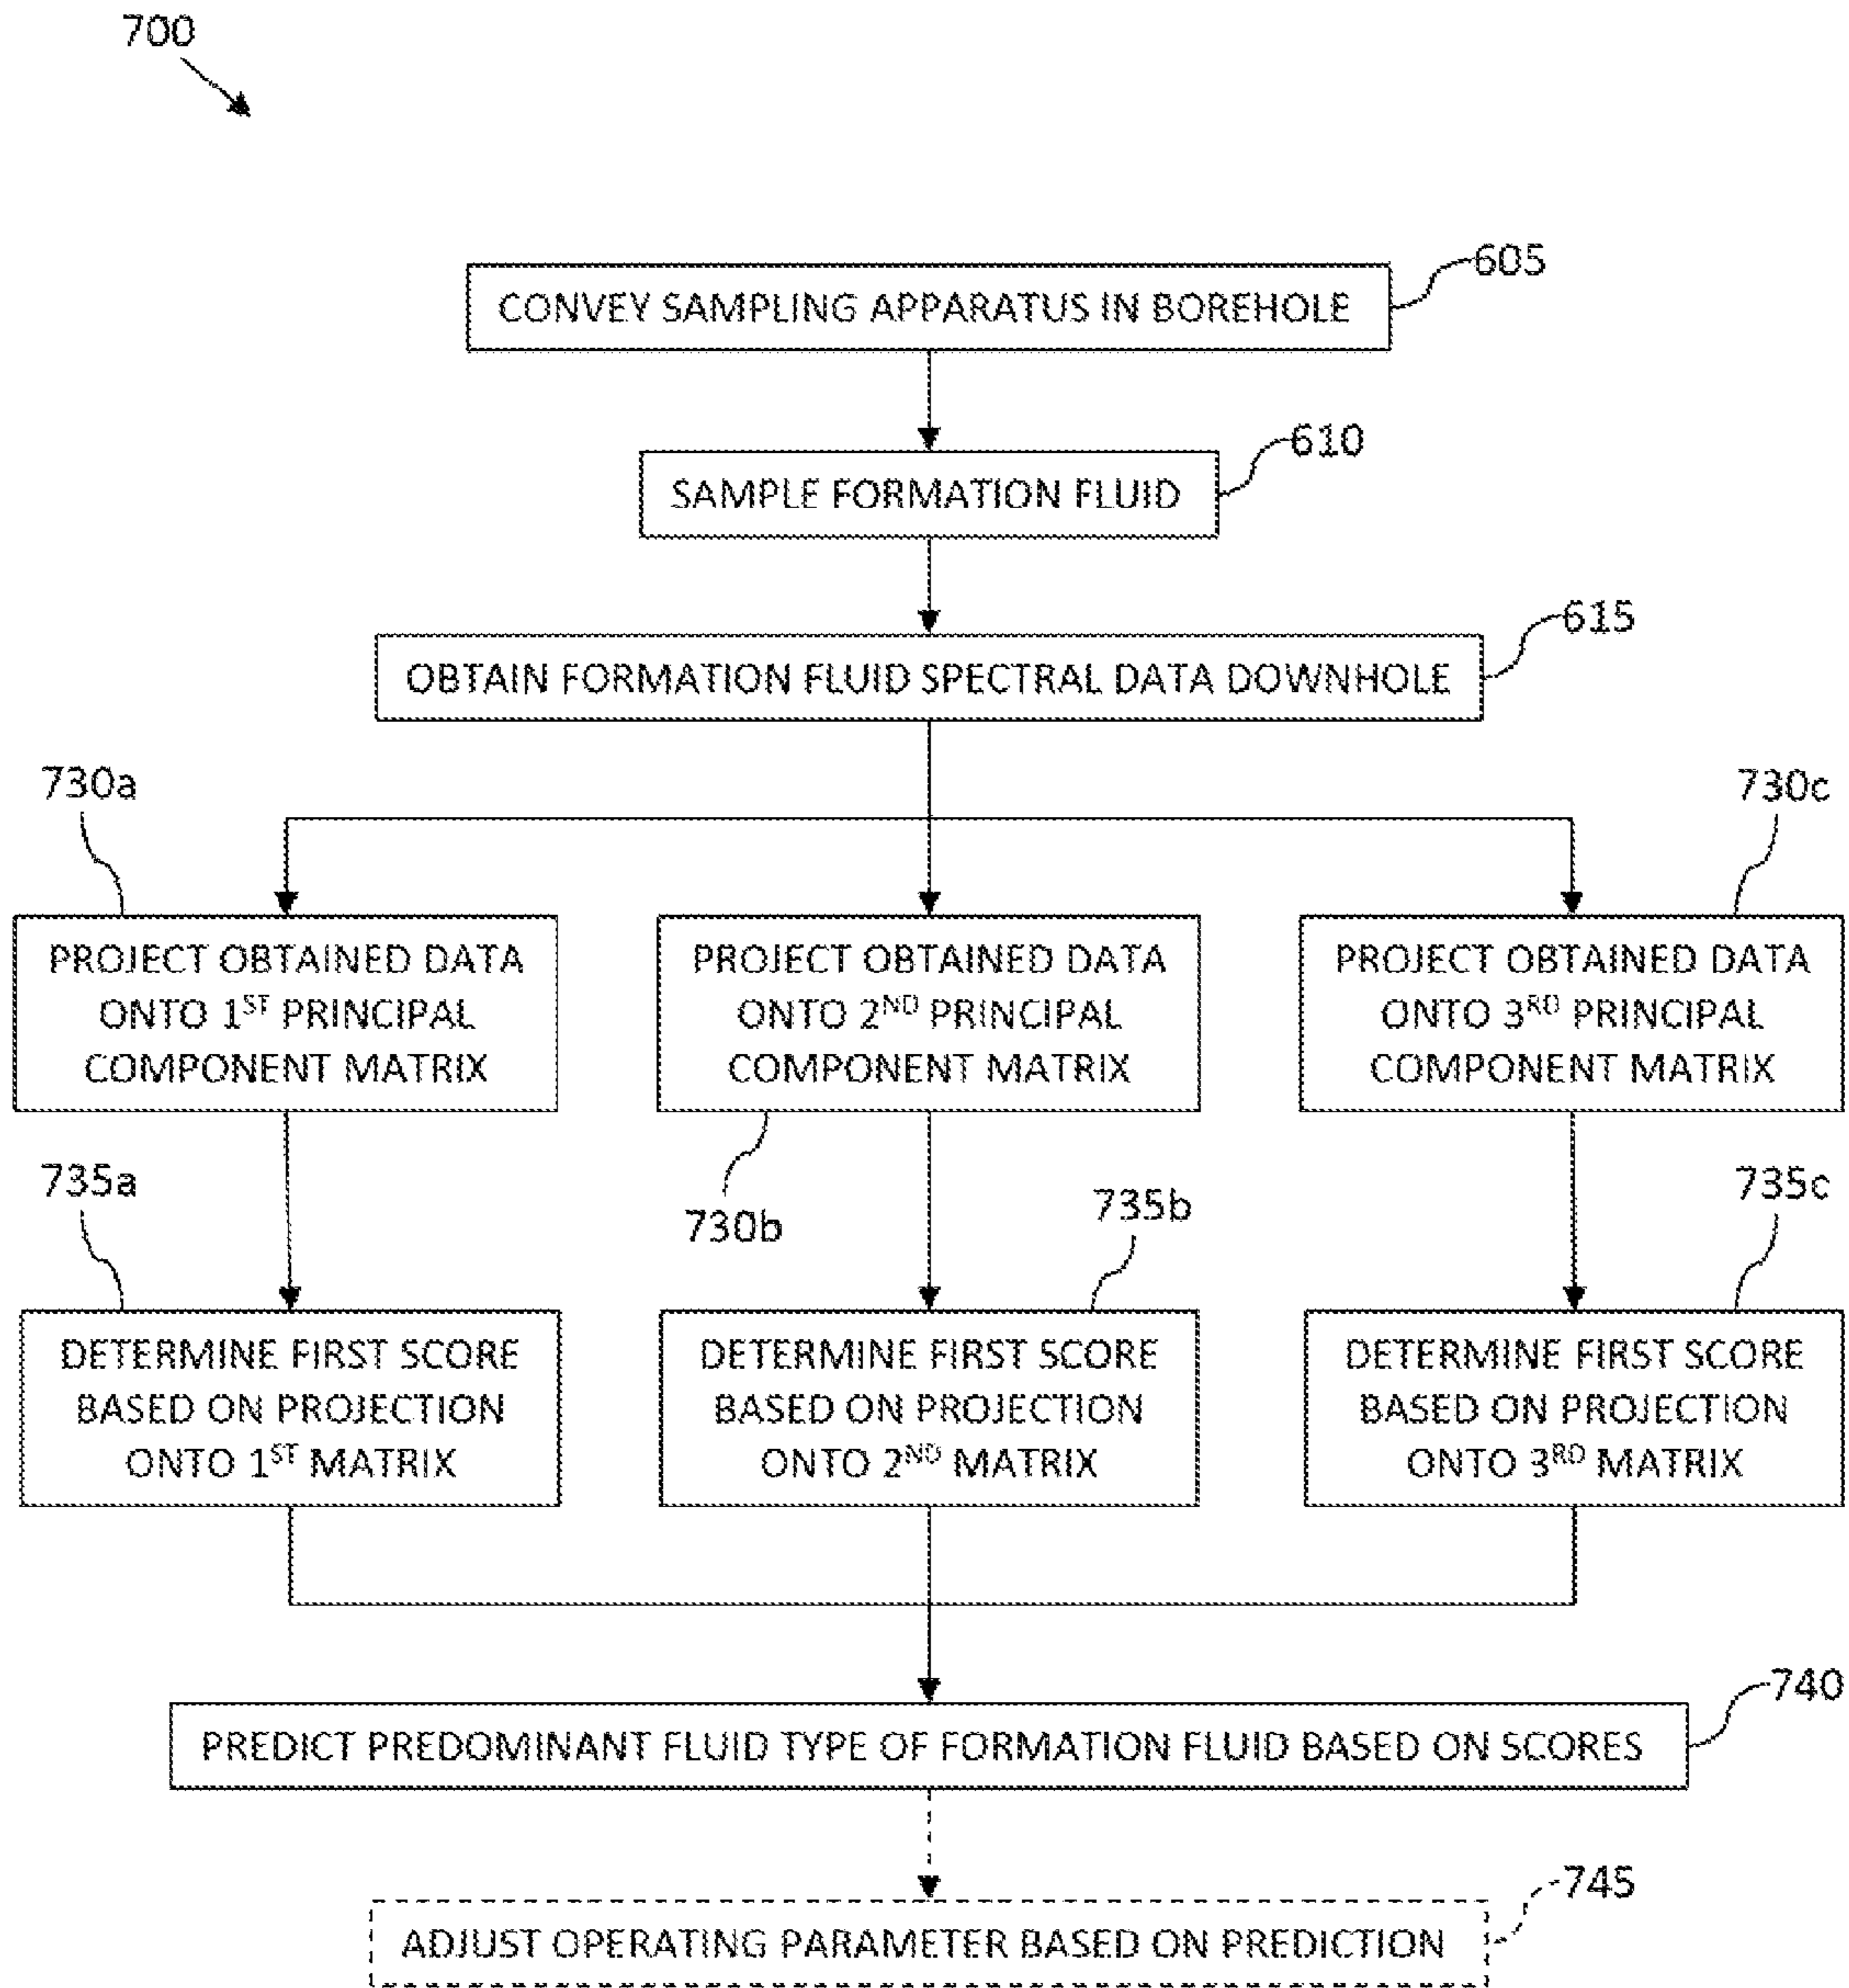 700
605
CONVEY SAMPLING APPARATUS IN BOREHOLE
610
SAMPLE FORMATION FLUID
615
OBTAIN FORMATION FLUID SPECTRAL DATA DOWNHOLE
730a
730c
PROJECT OBTAINED DATA
ONTO 1ST PRINCIPAL
COMPONENT MATRIX
PROJECT OBTAINED DATA
ONTO 2ND PRINCIPAL
COMPONENT MATRIX
PROJECT OBTAINED DATA
ONTO 3RD PRINCIPAL
COMPONENT MATRIX
735a
730b
735b
735c
DETERMINE FIRST SCORE
BASED ON PROJECTION
ONTO 1ST MATRIX
DETERMINE FIRST SCORE
BASED ON PROJECTION
ONTO 2ND MATRIX
DETERMINE FIRST SCORE
BASED ON PROJECTION
ONTO 3RD MATRIX
740
PREDICT PREDOMINANT FLUID TYPE OF FORMATION FLUID BASED ON SCORES
745
ADJUST OPERATING PARAMETER BASED ON PREDICTION